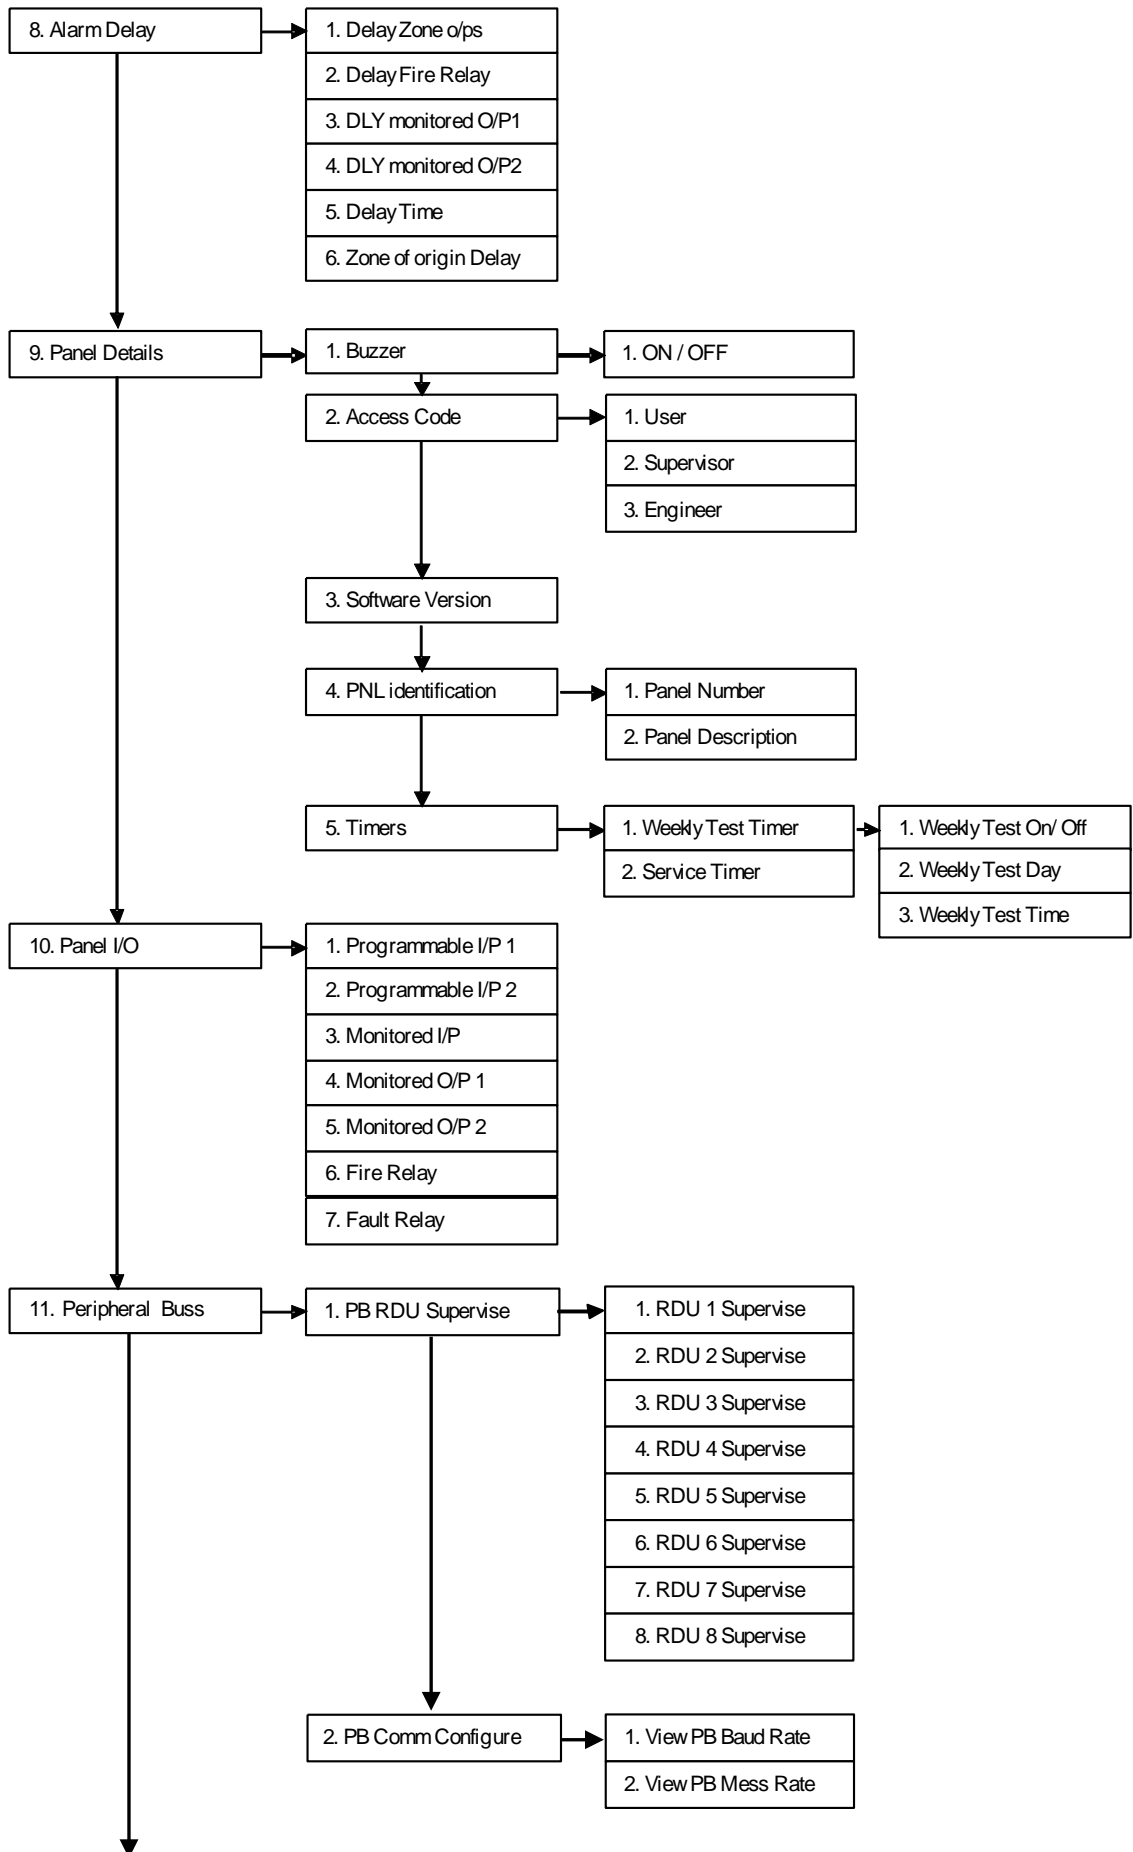 8. Alarm Delay
1. Delay Zone o/ps
2. Delay Fire Relay
3. DLY monitored O/P1
4. DLY monitored O/P2
5. Delay Time
6. Zone of origin Delay
9. Panel Details
1. Buzzer
1. ON / OFF
2. Access Code
1. User
2. Supervisor
3. Engineer
3. Software Version
4. PNL identification
1. Panel Number
2. Panel Description
5. Timers
1. Weekly Test Timer
2. Service Timer
1. Weekly Test On/ Off
2. Weekly Test Day
3. Weekly Test Time
10. Panel I/O
1. Programmable I/P 1
2. Programmable I/P 2
3. Monitored I/P
4. Monitored O/P 1
5. Monitored O/P 2
6. Fire Relay
7. Fault Relay
11. Peripheral Buss
1. PB RDU Supervise
1. RDU 1 Supervise
2. RDU 2 Supervise
3. RDU 3 Supervise
4. RDU 4 Supervise
5. RDU 5 Supervise
6. RDU 6 Supervise
7. RDU 7 Supervise
8. RDU 8 Supervise
2. PB Comm Configure
1. View PB Baud Rate
2. View PB Mess Rate